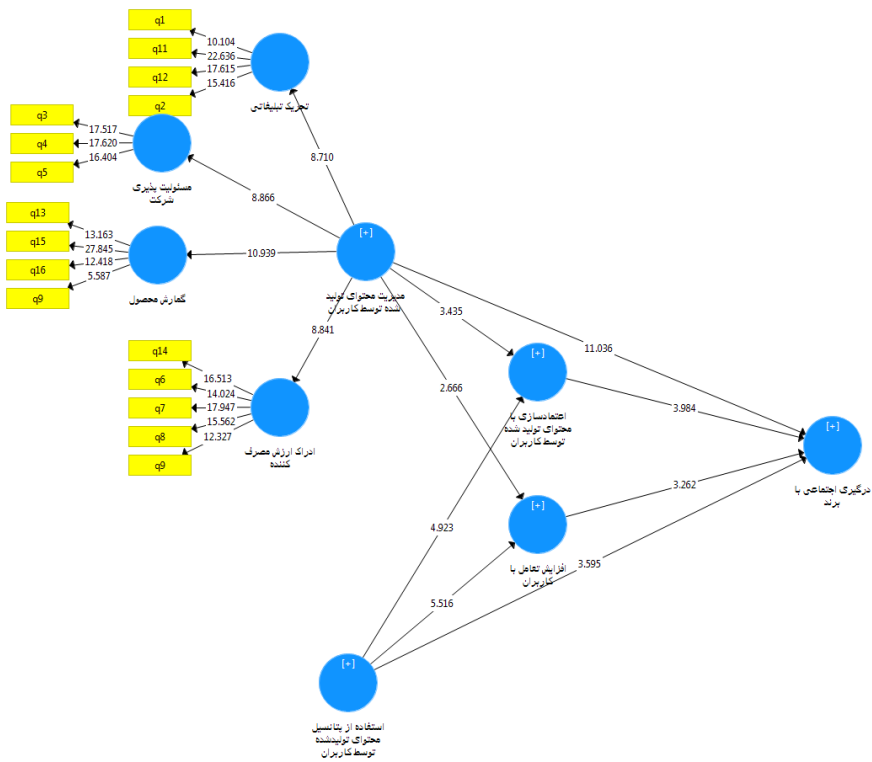 q1
q11
q12
q2
10.104
22.636
17.615
15.416
تحریک تبلیغاتی
q3
q4
q5
17.517
17.620
16.404
مسئولیت پذیری
شرکت
8.710
8.866
q13
q15
q16
q9
13.163
27.845
12.418
5.587
گمارش محصول
10.939
[+]
مدیریت محتوای تولید
شده توسط کاربران
8.841
3.435
11.036
2.666
q14
q6
q7
q8
q9
16.513
14.024
17.947
15.562
12.327
ادراک ارزش مصرف
کننده
[+]
اعتمادسازی با
محتوای تولید شده
توسط کاربران
3.984
[+]
درگیری اجتماعی با
برند
[+]
افزایش تعامل با
کاربران
3.262
3.595
4.923
5.516
[+]
استفاده از پتانسیل
محتوای تولیدشده
توسط کاربران